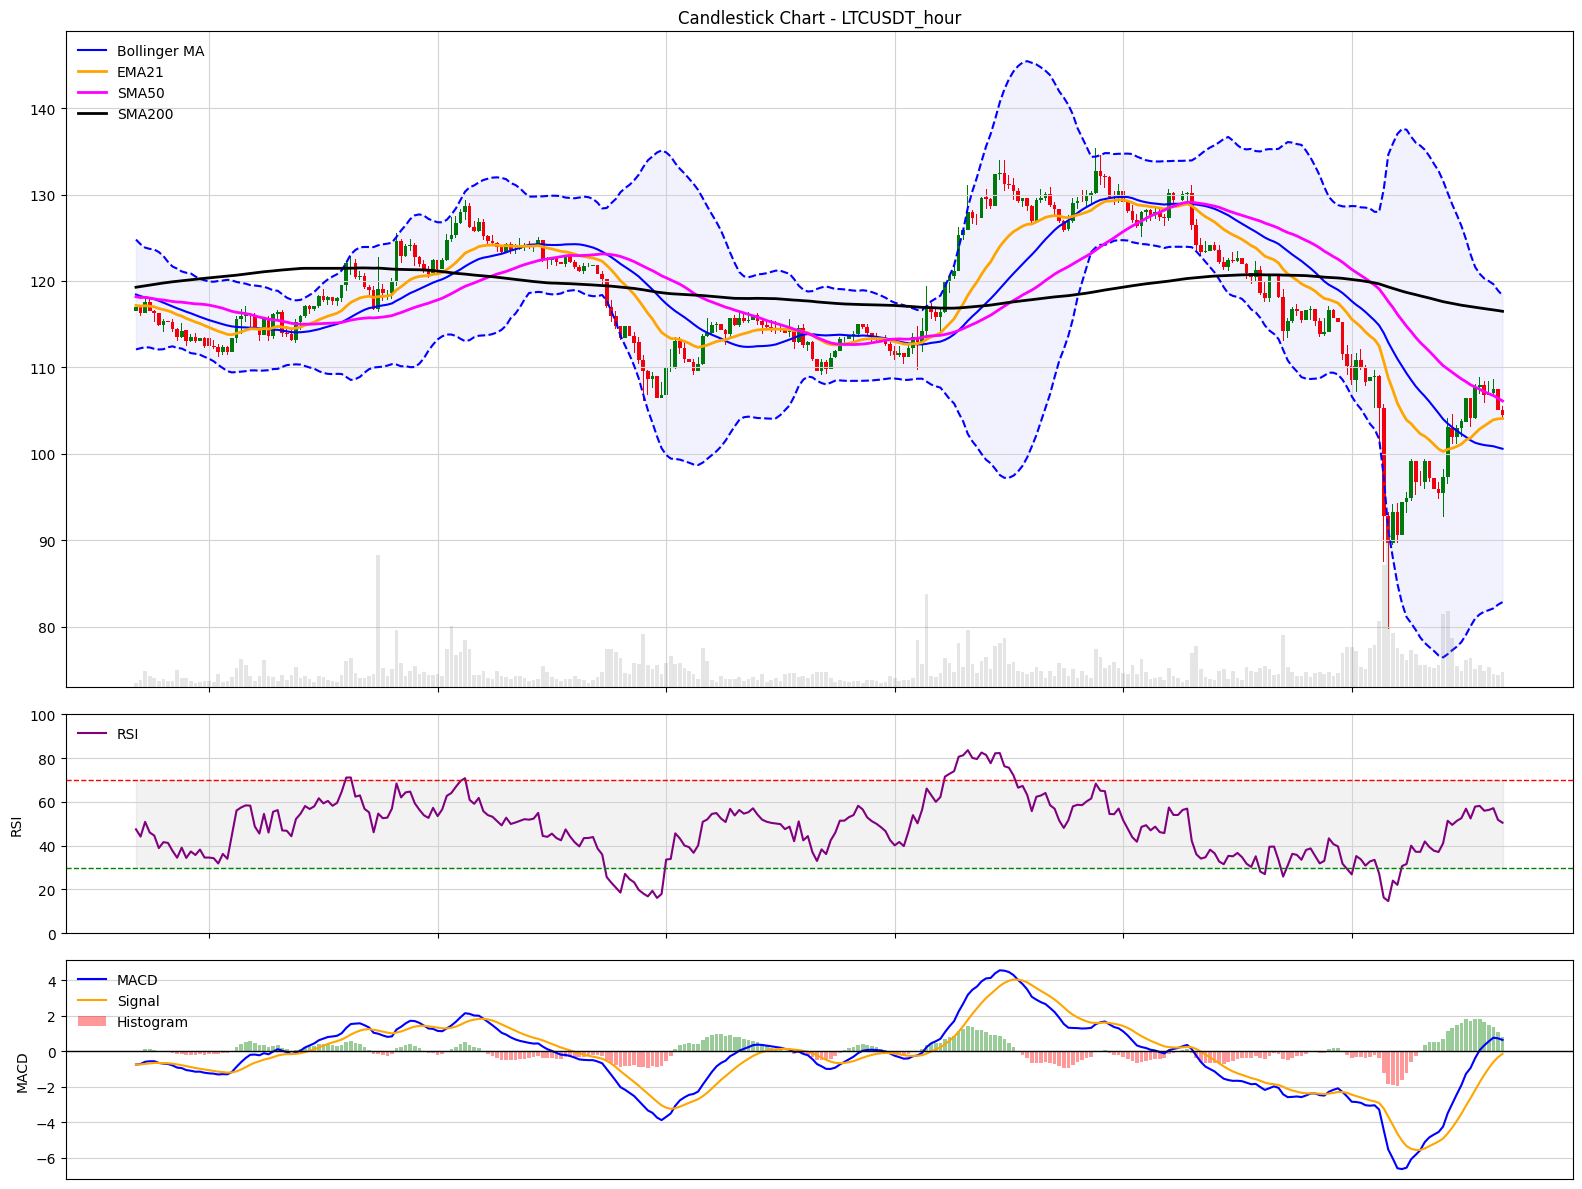 Candlestick Chart - LTCUSDT_hour
Bollinger MA
EMA21
SMA50
SMA200
140
130
120
110
100
90
80
RSI
100
80
60
40
20
0
RSI
MACD
Signal
Histogram
4
2
0
−2
−4
−6
MACD